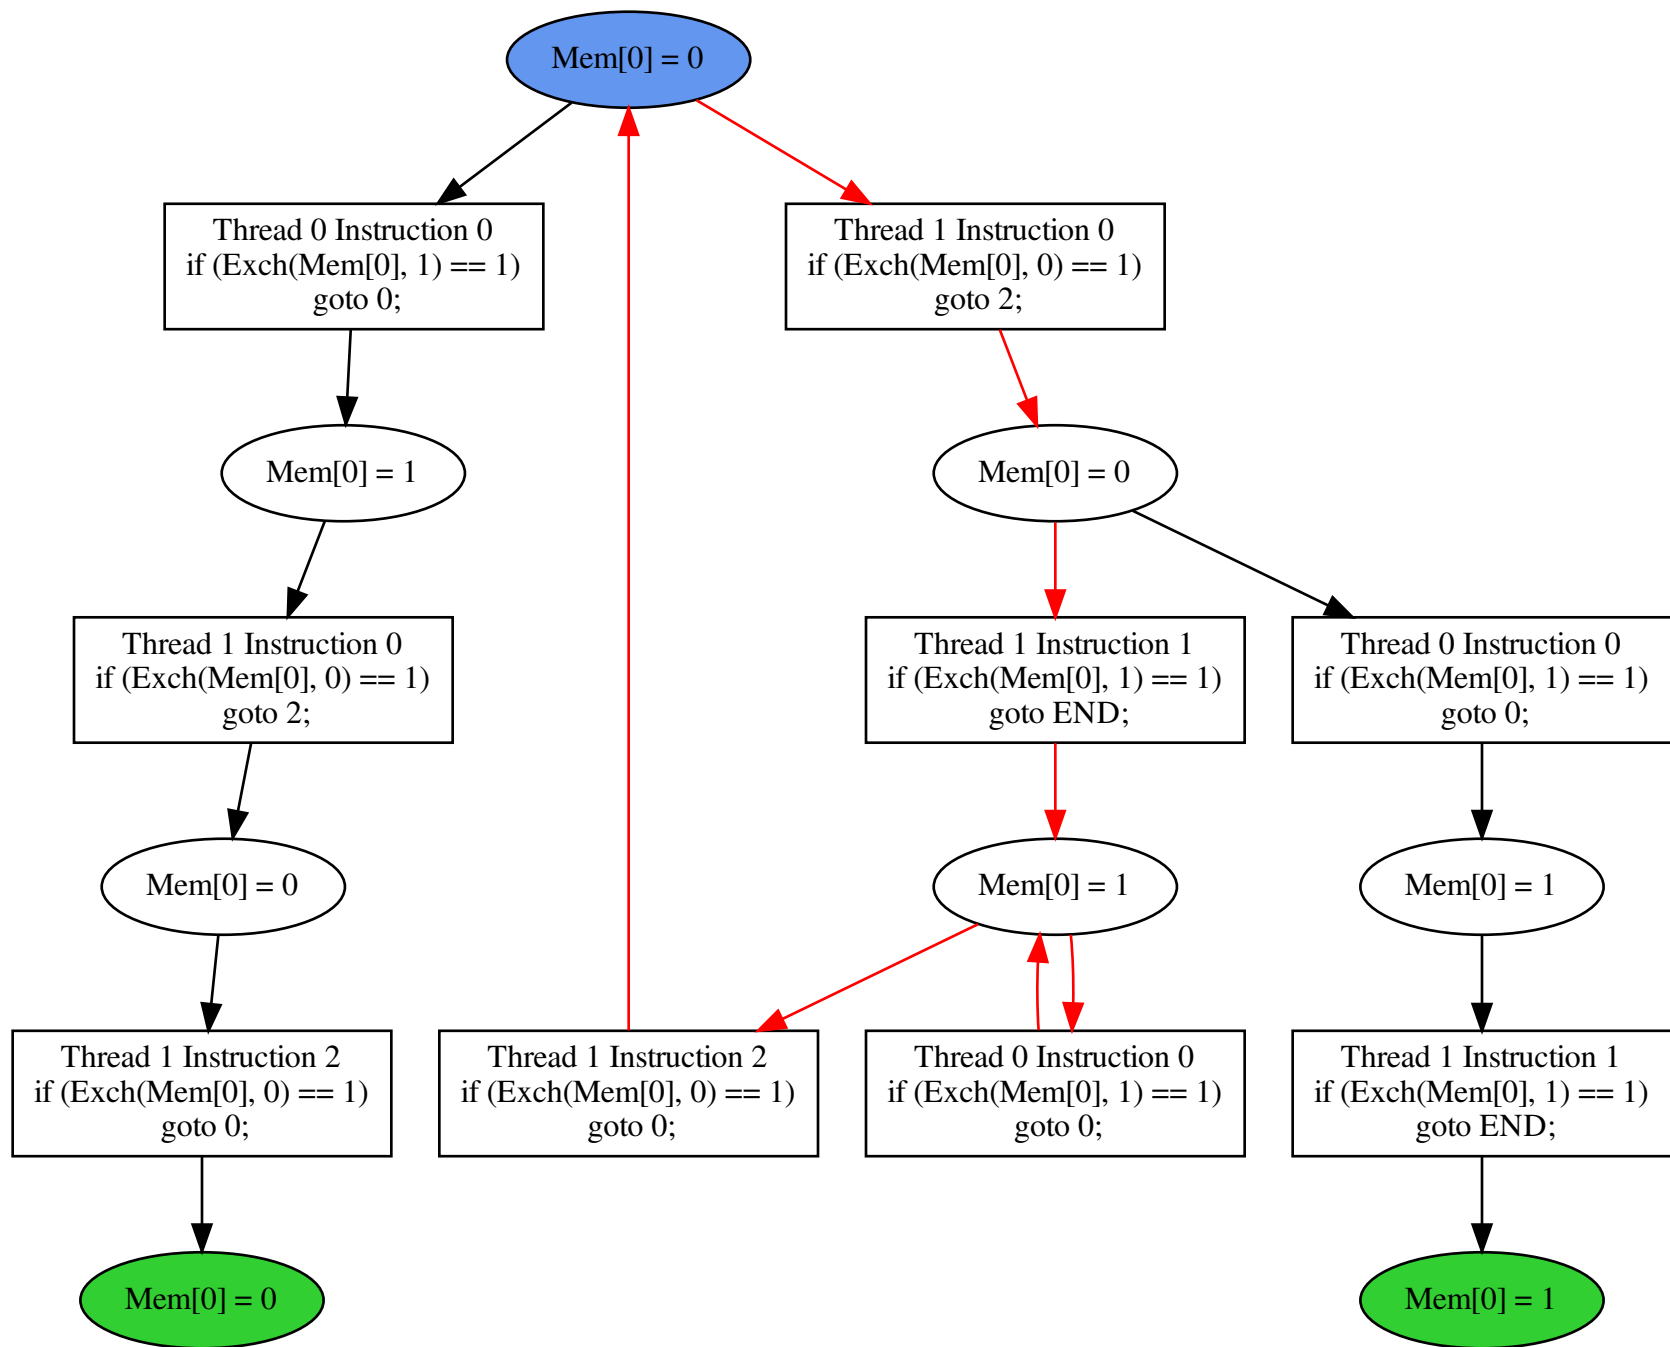 Mem[0] = 0
Thread 0 Instruction 0
if (Exch(Mem[0], 1) == 1)
goto 0;
Thread 1 Instruction 0
if (Exch(Mem[0], 0) == 1)
goto 2;
Mem[0] = 1
Mem[0] = 0
Thread 1 Instruction 0
if (Exch(Mem[0], 0) == 1)
goto 2;
Thread 1 Instruction 1
if (Exch(Mem[0], 1) == 1)
goto END;
Thread 0 Instruction 0
if (Exch(Mem[0], 1) == 1)
goto 0;
Mem[0] = 0
Mem[0] = 1
Mem[0] = 1
Thread 1 Instruction 2
if (Exch(Mem[0], 0) == 1)
goto 0;
Thread 1 Instruction 2
if (Exch(Mem[0], 0) == 1)
goto 0;
Thread 0 Instruction 0
if (Exch(Mem[0], 1) == 1)
goto 0;
Thread 1 Instruction 1
if (Exch(Mem[0], 1) == 1)
goto END;
Mem[0] = 0
Mem[0] = 1